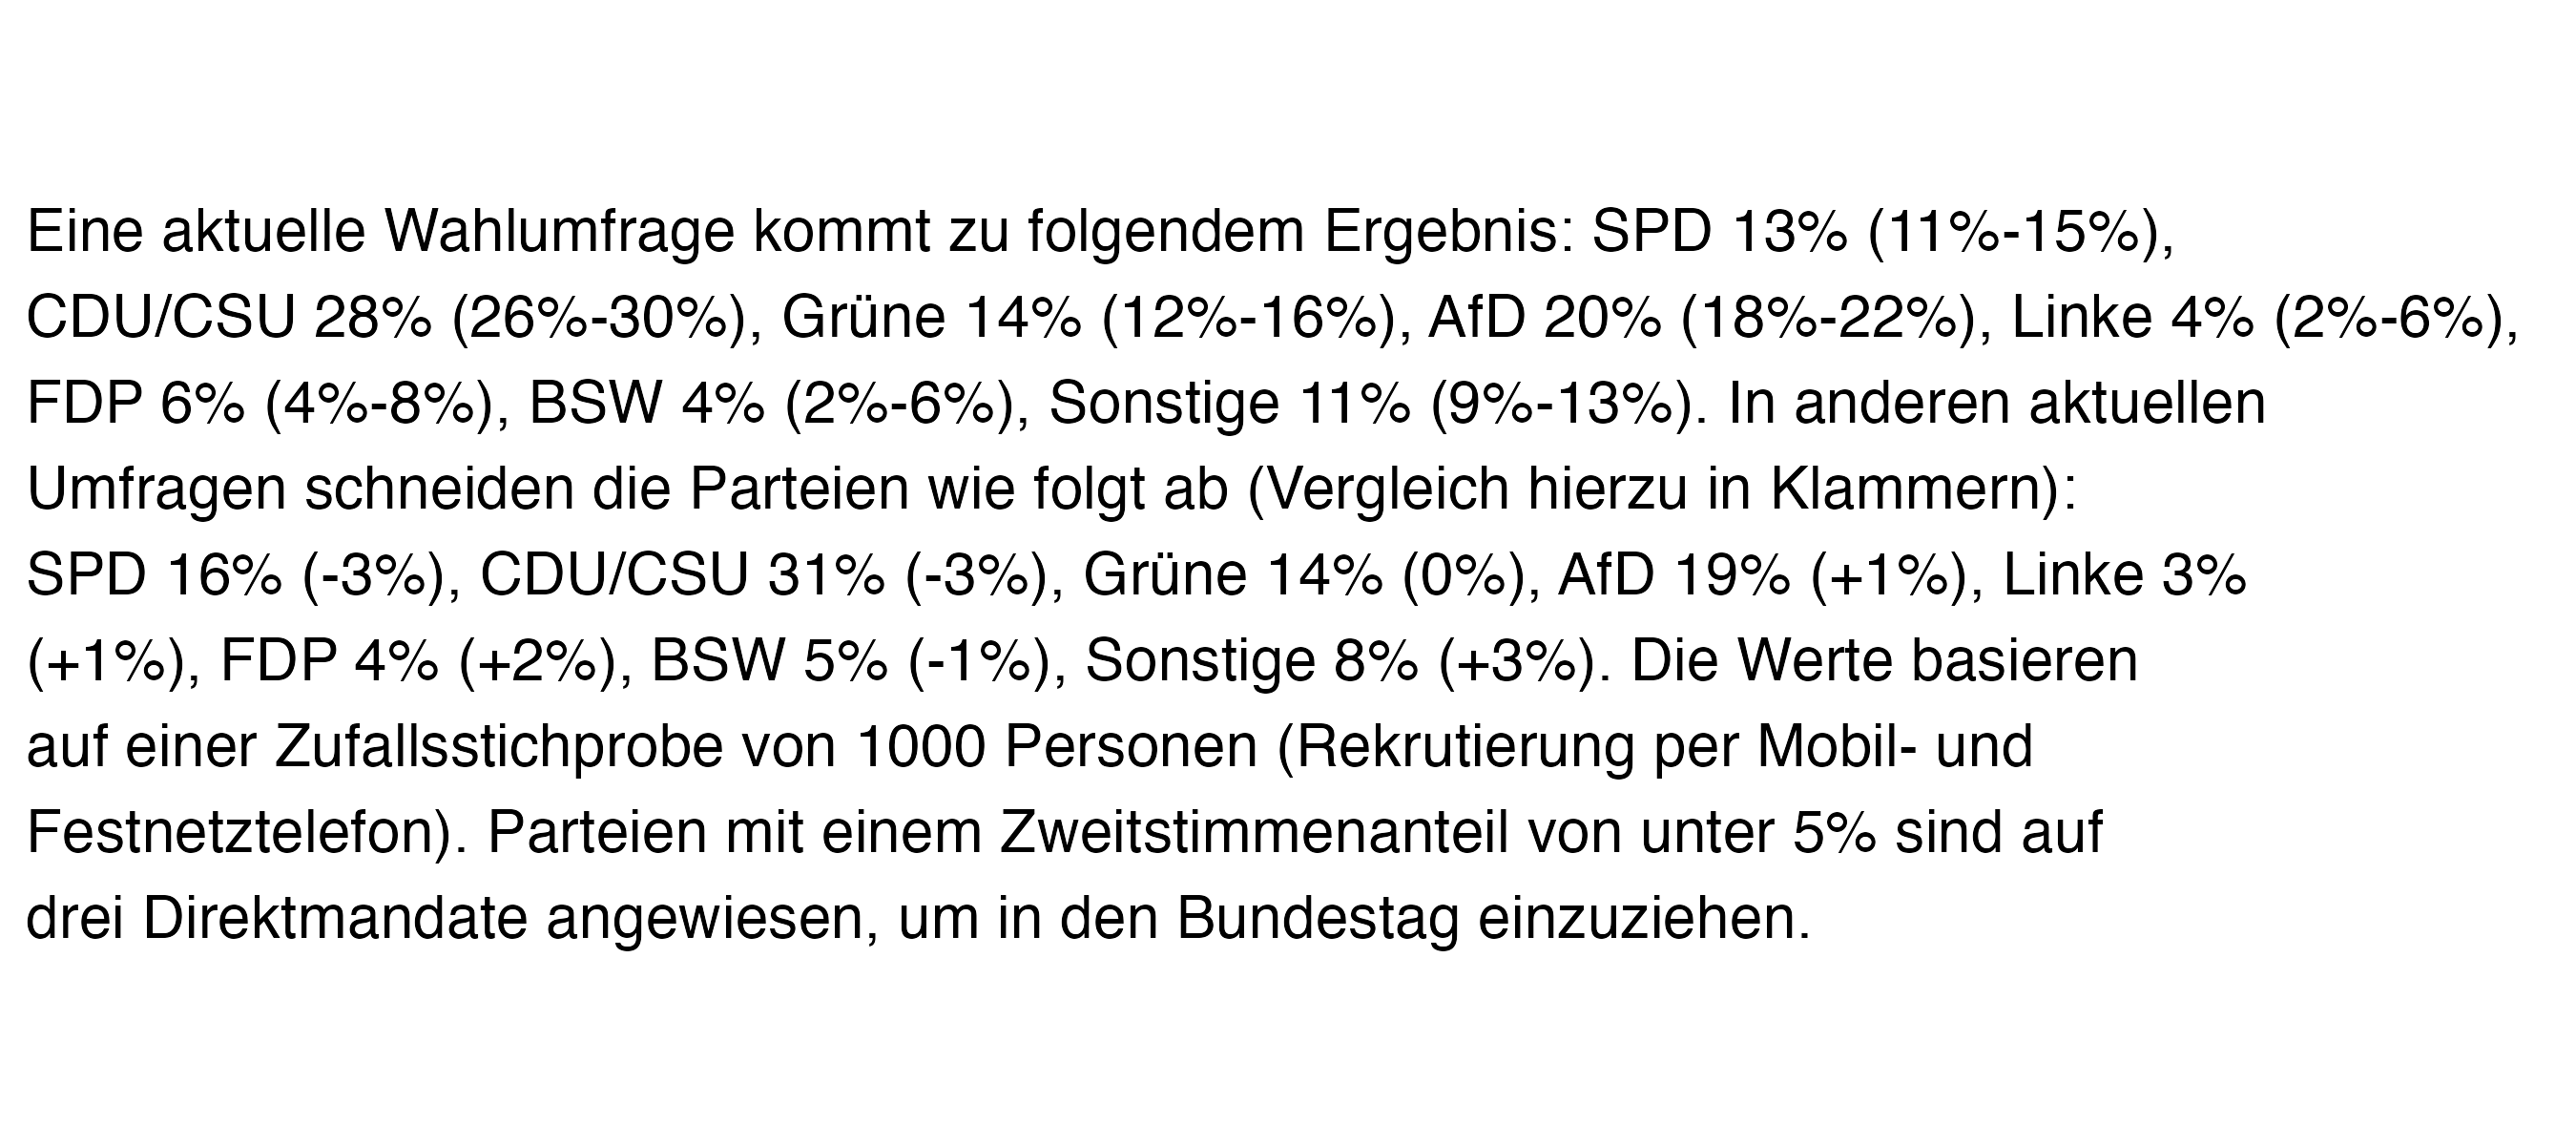 Eine aktuelle Wahlumfrage kommt zu folgendem Ergebnis: SPD 13% (11%-15%),
CDU/CSU 28% (26%-30%), Grüne 14% (12%-16%), AfD 20% (18%-22%), Linke 4% (2%-6%),
FDP 6% (4%-8%), BSW 4% (2%-6%), Sonstige 11% (9%-13%). In anderen aktuellen
Umfragen schneiden die Parteien wie folgt ab (Vergleich hierzu in Klammern):
SPD 16% (-3%), CDU/CSU 31% (-3%), Grüne 14% (0%), AfD 19% (+1%), Linke 3%
(+1%), FDP 4% (+2%), BSW 5% (-1%), Sonstige 8% (+3%). Die Werte basieren
auf einer Zufallsstichprobe von 1000 Personen (Rekrutierung per Mobil- und
Festnetztelefon). Parteien mit einem Zweitstimmenanteil von unter 5% sind auf
drei Direktmandate angewiesen, um in den Bundestag einzuziehen.